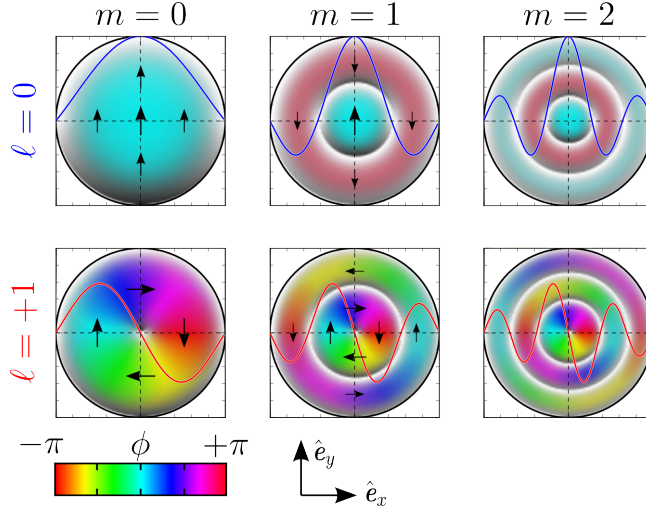 m = 0
m = 1
m = 2
ℓ = 0
ℓ = +1
−π ϕ +π
ê_y
ê_x